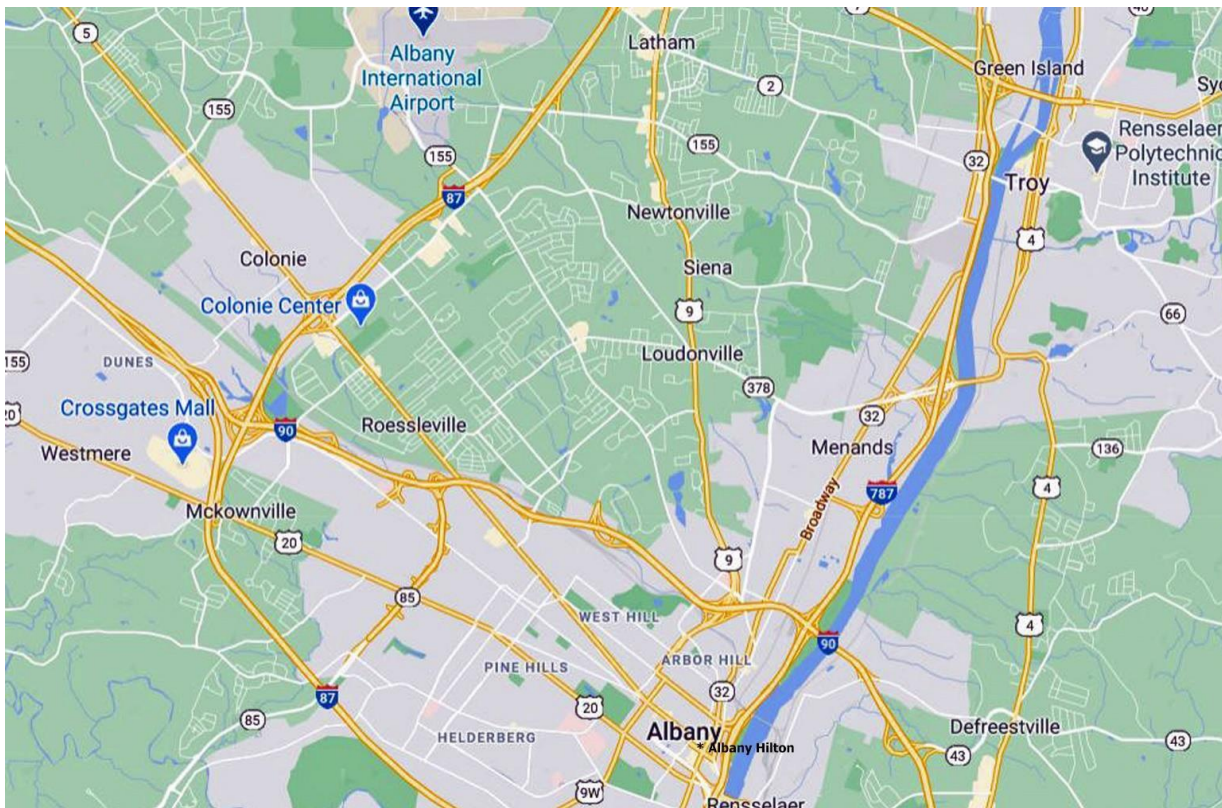 40
7
5
Albany
International
Airport
Latham
Green Island
2
155
155
155
Rensselaer
Polytechnic
Institute
32
Troy
87
Newtonville
4
Colonie
Siena
Colonie Center
9
66
DUNES
155
Loudonville
378
20
Crossgates Mall
32
90
Roessleville
Westmere
Menands
136
787
4
Mckownville
Broadway
20
9
85
WEST HILL
4
90
PINE HILLS
ARBOR HILL
87
32
20
85
Albany
Defreestville
HELDERBERG
* Albany Hilton
43
43
9W
Rensselaer